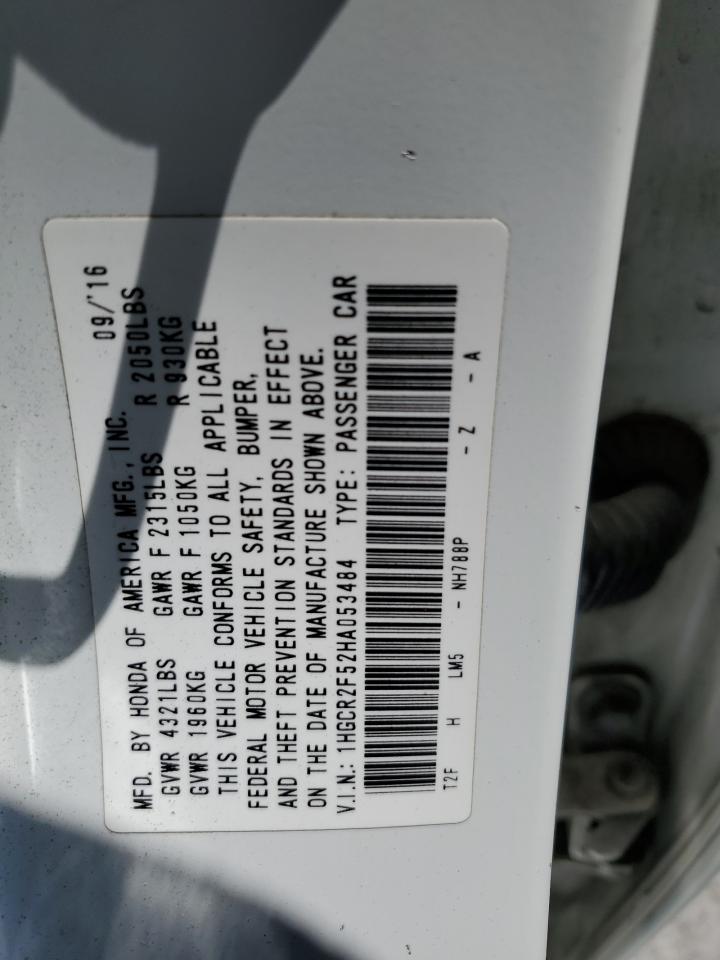 09/'16
MFD. BY HONDA OF AMERICA MFG., INC.
GVWR 4321LBS GAWR F 2315LBS R 2050LBS
GVWR 1960KG GAWR F 1050KG R 930KG
THIS VEHICLE CONFORMS TO ALL APPLICABLE
FEDERAL MOTOR VEHICLE SAFETY, BUMPER,
AND THEFT PREVENTION STANDARDS IN EFFECT
ON THE DATE OF MANUFACTURE SHOWN ABOVE.
V.I.N.: 1HGCR2F52HA053484 TYPE: PASSENGER CAR
T2F H LM5 - NH788P - Z - A